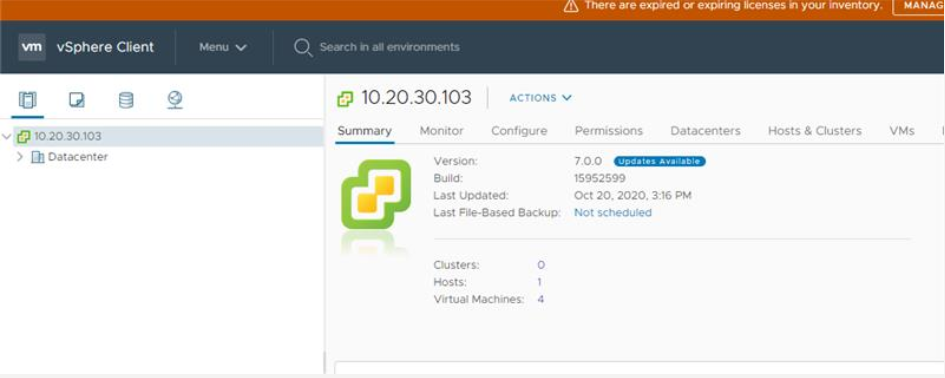 There are expired or expiring licenses in your inventory. MANAG
vm vSphere Client Menu Search in all environments
10.20.30.103 ACTIONS
10.20.30.103
Datacenter
Summary Monitor Configure Permissions Datacenters Hosts & Clusters VMs
Version: 7.0.0 Updates Available
Build: 15952599
Last Updated: Oct 20, 2020, 3:16 PM
Last File-Based Backup: Not scheduled
Clusters: 0
Hosts: 1
Virtual Machines: 4